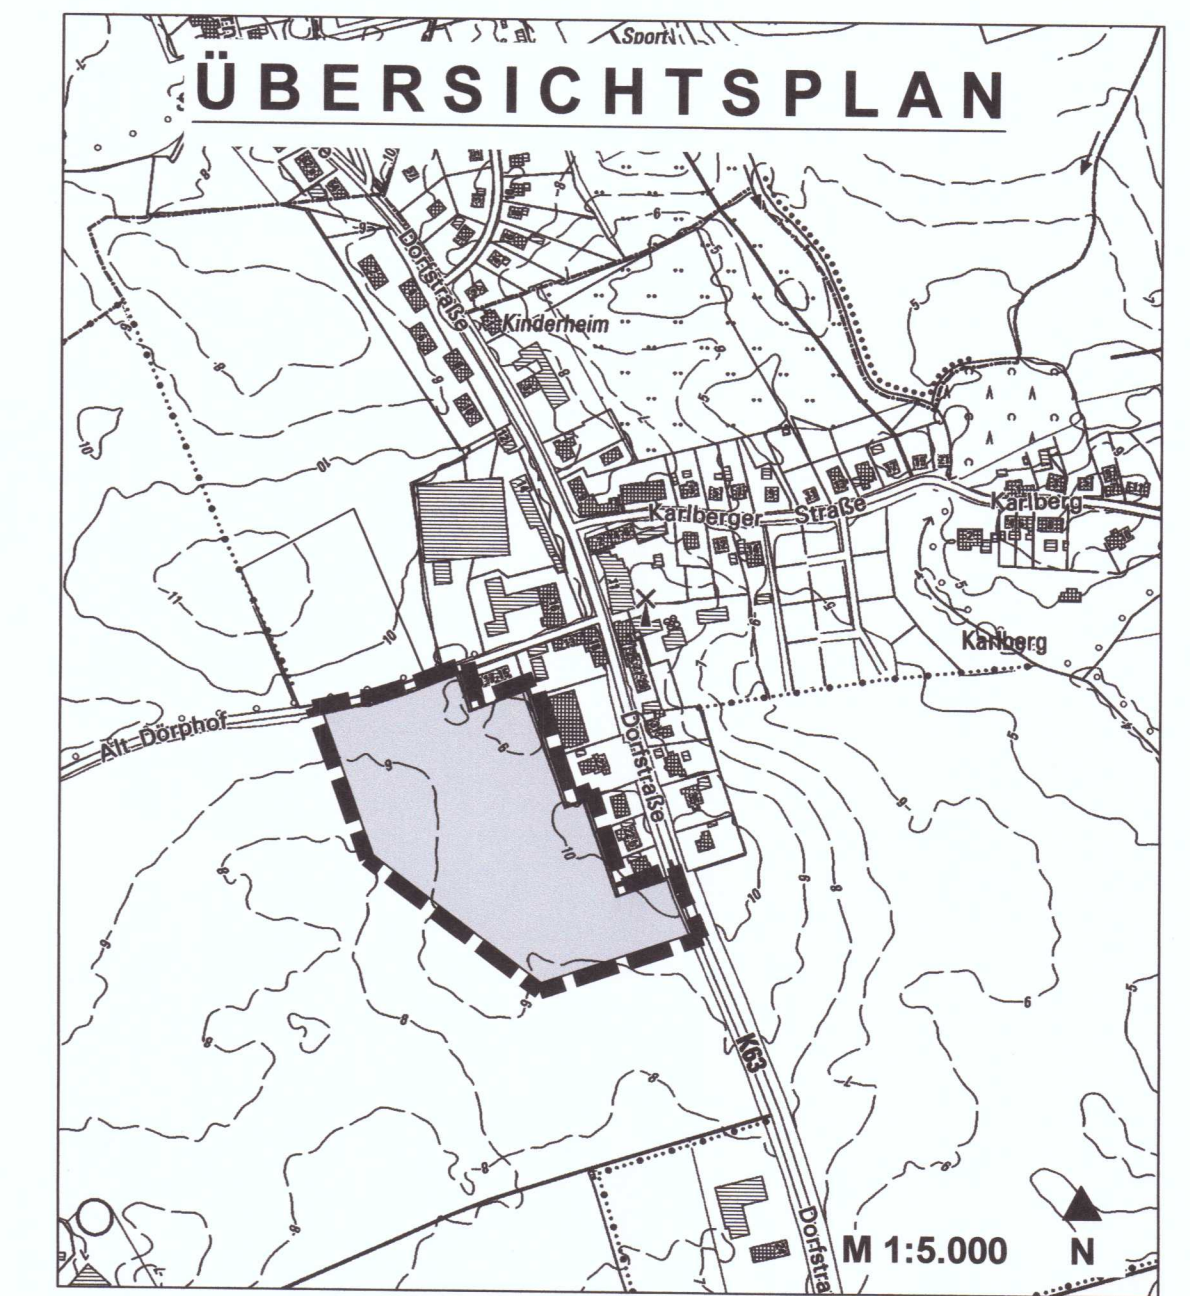 Sport
ÜBERSICHTSPLAN
Dorfstraße
Kinderheim
Karlberger Straße
Karlberg
Karlberg
Alt Dörphof
Dorfstraße
K63
Dorfstra
M 1:5.000
N